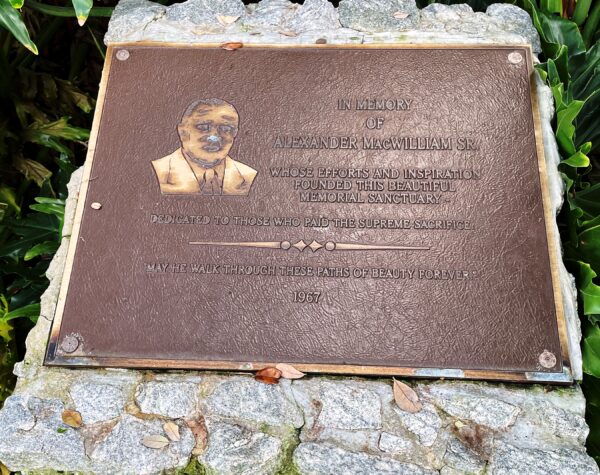 IN MEMORY
OF
ALEXANDER MACWILLIAM SR.
WHOSE EFFORTS AND INSPIRATION
FOUNDED THIS BEAUTIFUL
MEMORIAL SANCTUARY -
DEDICATED TO THOSE WHO PAID THE SUPREME SACRIFICE.
MAY HE WALK THROUGH THESE PATHS OF BEAUTY FOREVER -
1967